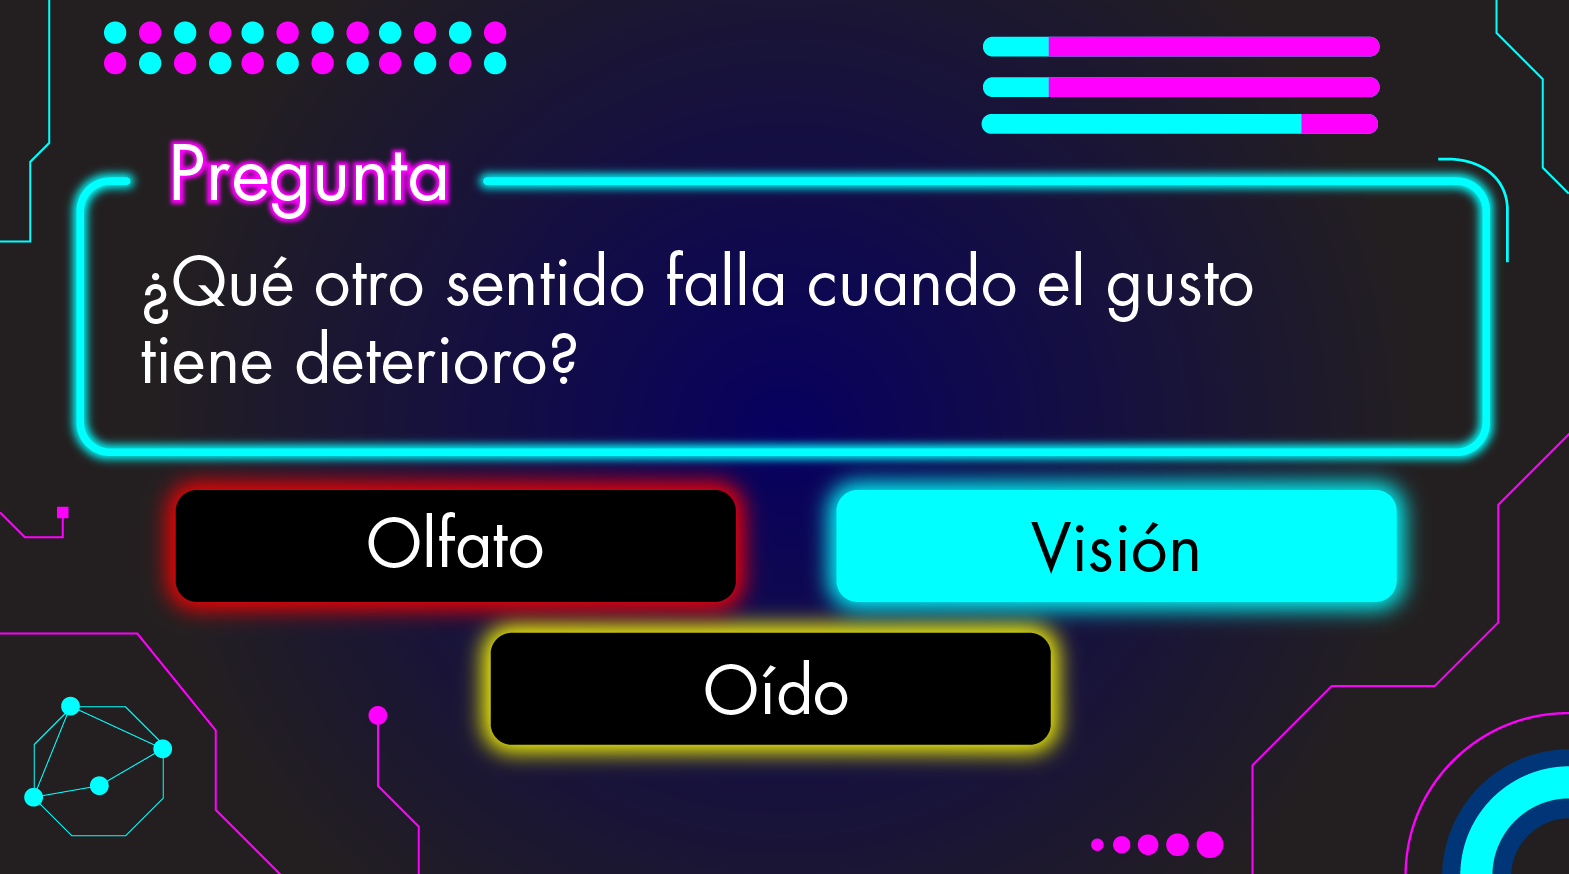 Pregunta
¿Qué otro sentido falla cuando el gusto
tiene deterioro?
Olfato
Visión
Oído